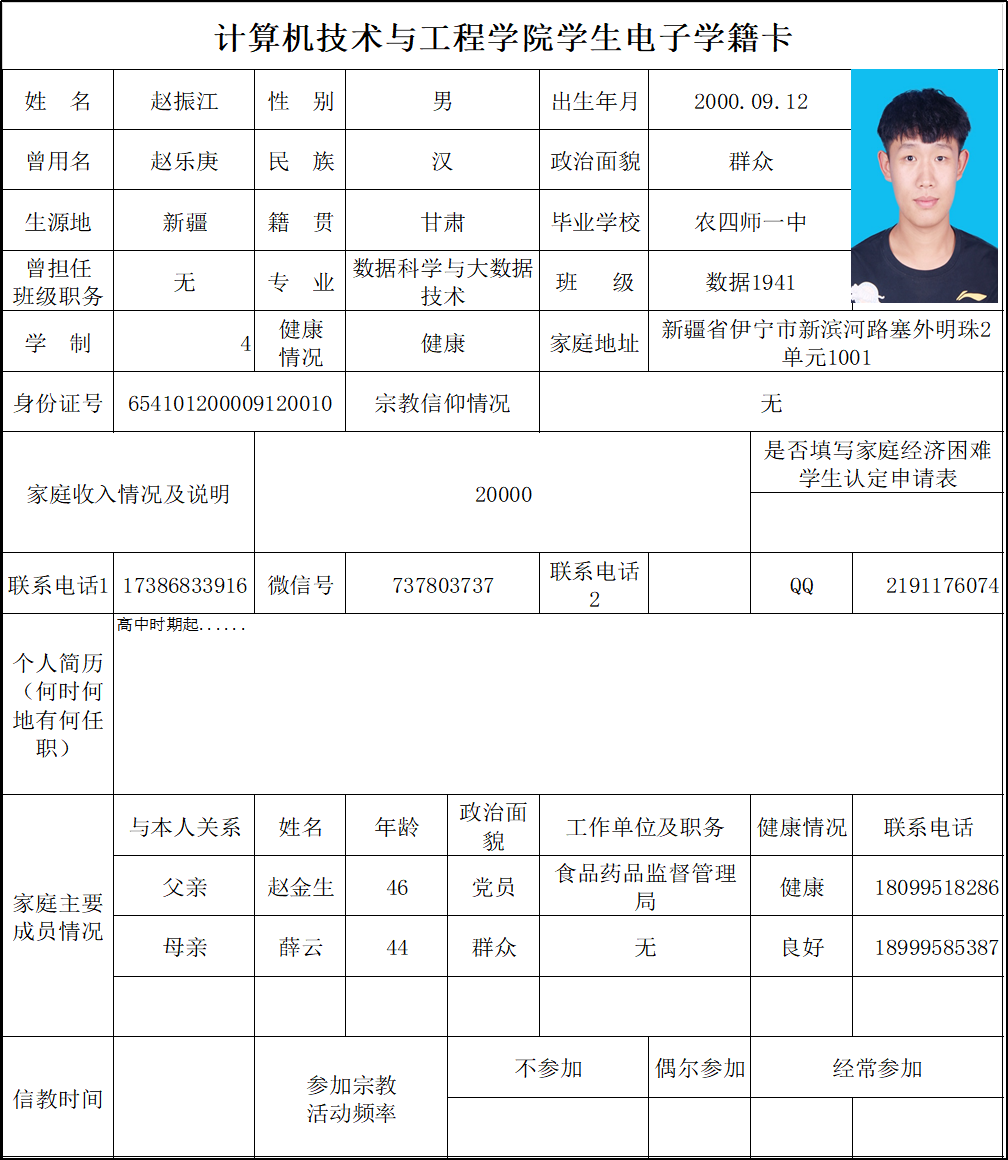 计算机技术与工程学院学生电子学籍卡
姓 名 赵振江 性 别 男 出生年月 2000.09.12
曾用名 赵乐庚 民 族 汉 政治面貌 群众
生源地 新疆 籍 贯 甘肃 毕业学校 农四师一中
曾担任
班级职务 无 专 业 数据科学与大数据
技术 班 级 数据1941
学 制 4 健康
情况 健康 家庭地址 新疆省伊宁市新滨河路塞外明珠2
单元1001
身份证号 654101200009120010 宗教信仰情况 无
家庭收入情况及说明 20000 是否填写家庭经济困难
学生认定申请表
联系电话1 17386833916 微信号 737803737 联系电话
2 QQ 2191176074
个人简历
（何时何
地有何任
职） 高中时期起......
家庭主要
成员情况 与本人关系 姓名 年龄 政治面
貌 工作单位及职务 健康情况 联系电话
父亲 赵金生 46 党员 食品药品监督管理
局 健康 18099518286
母亲 薛云 44 群众 无 良好 18999585387
信教时间 参加宗教
活动频率 不参加 偶尔参加 经常参加